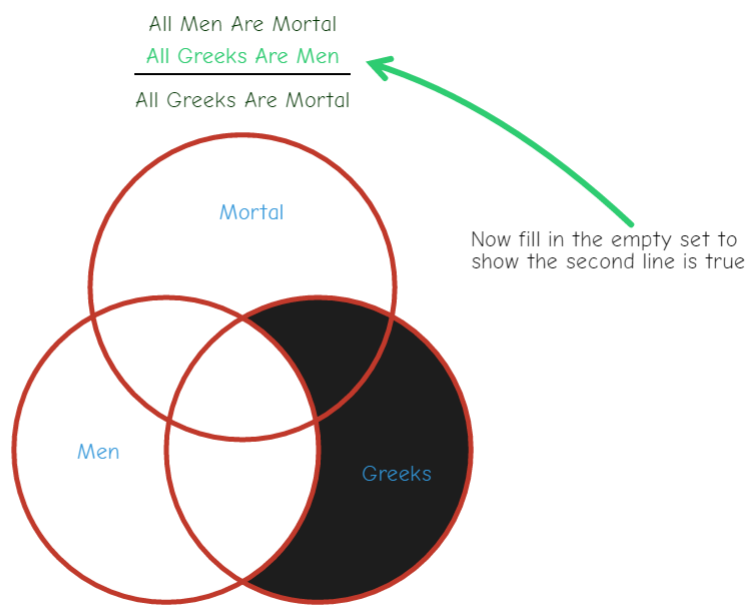 All Men Are Mortal
All Greeks Are Men
All Greeks Are Mortal
Mortal
Now fill in the empty set to
show the second line is true
Men
Greeks